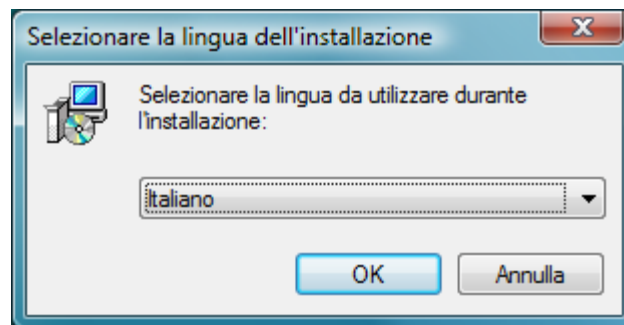 Selezionare la lingua dell'installazione
Selezionare la lingua da utilizzare durante
l'installazione:
Italiano
OK Annulla